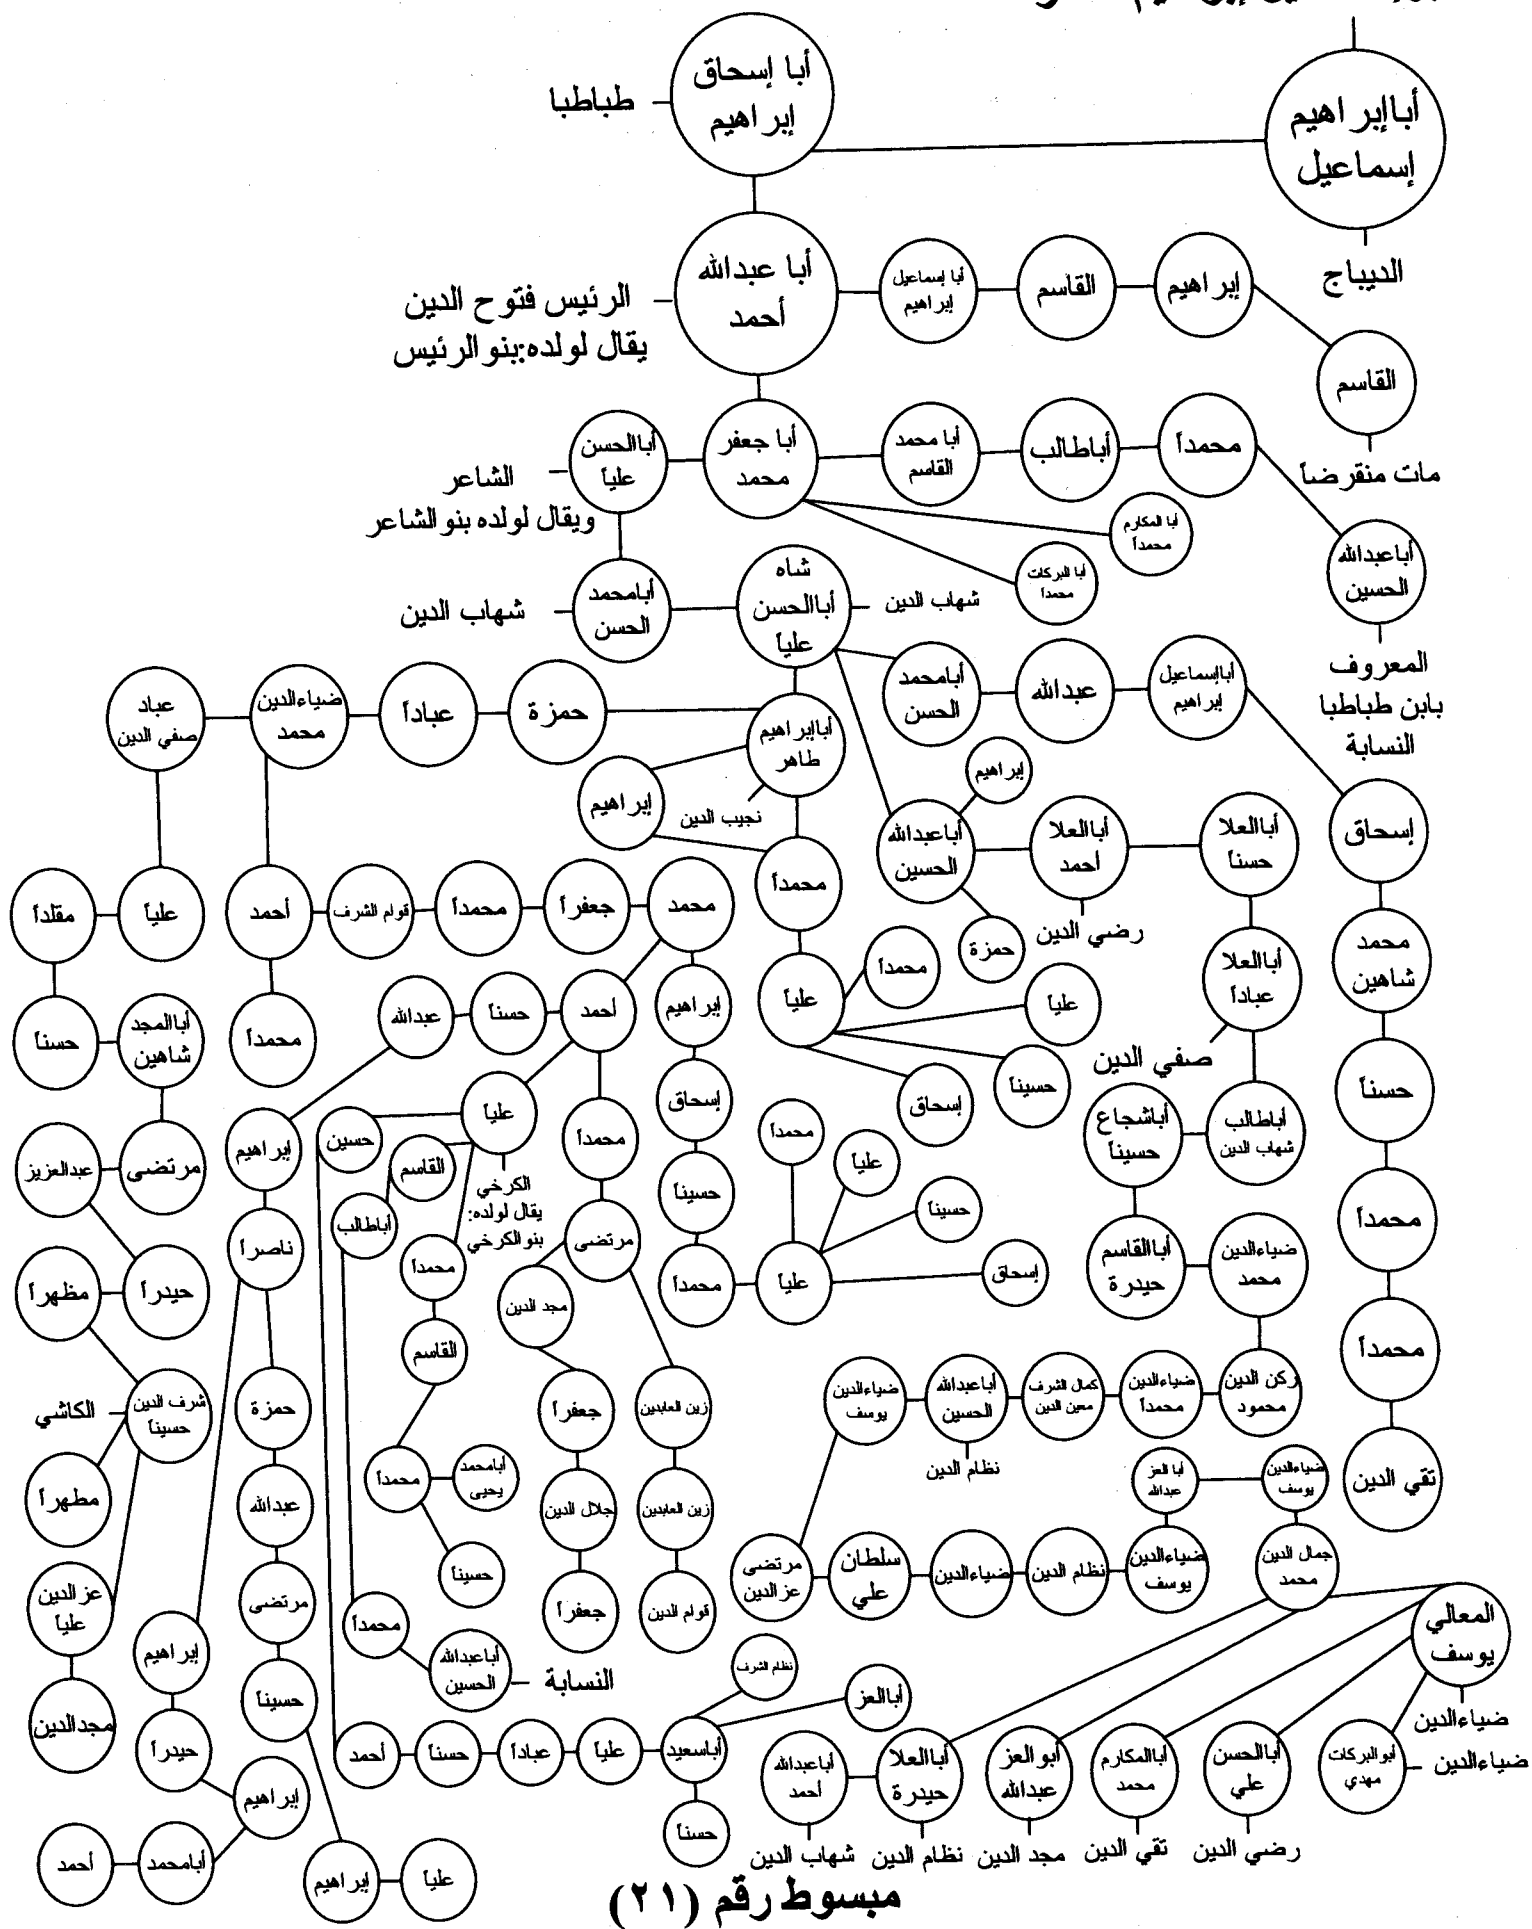 أباإبراهيم
إسماعيل
الديباج
أبا إسحاق
إبراهيم
طباطبا
أبا عبدالله
أحمد
الرئيس فتوح الدين
يقال لولده:بنو الرئيس
أبا إسماعيل
إبراهيم
القاسم
إبراهيم
القاسم
مات منقرضاً
أبا جعفر
محمد
أبا محمد
القاسم
أباطالب
محمداً
أباعبدالله
الحسين
المعروف
بابن طباطبا
النسابة
أبا المكارم
محمداً
أبا البركات
محمداً
أباالحسن
علياً
الشاعر
ويقال لولده بنو الشاعر
أبامحمد
الحسن
شهاب الدين
شاه
أباالحسن
علياً
شهاب الدين
أبامحمد
الحسن
عبدالله
أباإسماعيل
إبراهيم
إسحاق
محمد
شاهين
حسناً
محمداً
محمداً
تقي الدين
أباإبراهيم
طاهر
نجيب الدين
حمزة
عباداً
ضياءالدين
محمد
عباد
صفي الدين
إبراهيم
محمداً
أباعبدالله
الحسين
إبراهيم
حمزة
أباالعلا
أحمد
رضي الدين
أباالعلا
حسناً
أباالعلا
عباداً
صفي الدين
أباطالب
شهاب الدين
أباشجاع
حسيناً
أباالقاسم
حيدرة
ضياءالدين
محمد
علياً
محمداً
علياً
حسيناً
إسحاق
علياً
مقلداً
أحمد
قوام الشرف
محمداً
جعفراً
محمد
حسناً
أباالمجد
شاهين
محمداً
عبدالله
حسناً
أحمد
إبراهيم
إسحاق
حسيناً
محمداً
علياً
محمداً
علياً
حسيناً
إسحاق
مرتضى
عبدالعزيز
حيدراً
مظهراً
إبراهيم
ناصراً
حسين
القاسم
أباطالب
علياً
الكرخي
يقال لولده:
بنو الكرخي
محمداً
القاسم
محمداً
مرتضى
مجد الدين
جعفراً
جلال الدين
جعفراً
زين العابدين
زين العابدين
قوام الدين
شرف الدين
حسيناً
الكاشي
مطهراً
عز الدين
علياً
مجدالدين
حمزة
عبدالله
مرتضى
حسيناً
إبراهيم
علياً
إبراهيم
حيدراً
إبراهيم
أبامحمد
أحمد
محمداً
أبامحمد
يحيى
حسيناً
محمداً
أباعبدالله
الحسين
النسابة
ركن الدين
محمود
ضياءالدين
محمداً
كمال الشرف
معين الدين
أباعبدالله
الحسين
نظام الدين
ضياءالدين
يوسف
مرتضى
عزالدين
سلطان
علي
ضياءالدين
نظام الدين
ضياءالدين
يوسف
أبا العز
عبدالله
ضياءالدين
يوسف
جمال الدين
محمد
المعالي
يوسف
ضياءالدين
أبو البركات
مهدي
ضياءالدين
أباالحسن
علي
رضي الدين
أباالمكارم
محمد
تقي الدين
أبو العز
عبدالله
مجد الدين
أباالعلا
حيدرة
نظام الدين
أباعبدالله
أحمد
شهاب الدين
أحمد
حسناً
عباداً
علياً
أباسعيد
نظام الشرف
أباالعز
حسناً
مبسوط رقم (٢١)